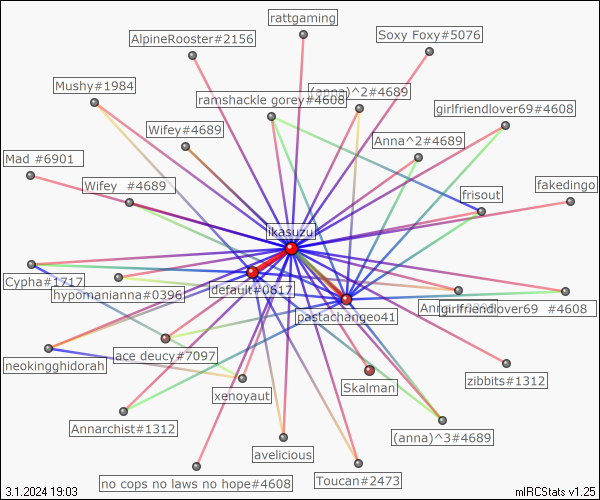 rattgaming
AlpineRooster#2156
Soxy Foxy#5076
Mushy#1984
(anna)^2#4689
ramshackle gorey#4608
girlfriendlover69#4608
Wifey#4689
Anna^2#4689
Mad #6901
Wifey #4689
frisout
fakedingo
ikasuzu
Cypha#1717
default#0617
hypomanianna#0396
girlfriendlover69 #4608
pastachangeo41
ace deucy#7097
neokingghidorah
Skalman
zibbits#1312
xenoyaut
Annarchist#1312
(anna)^3#4689
avelicious
no cops no laws no hope#4608
Toucan#2473
3.1.2024 19:03
mIRCStats v1.25